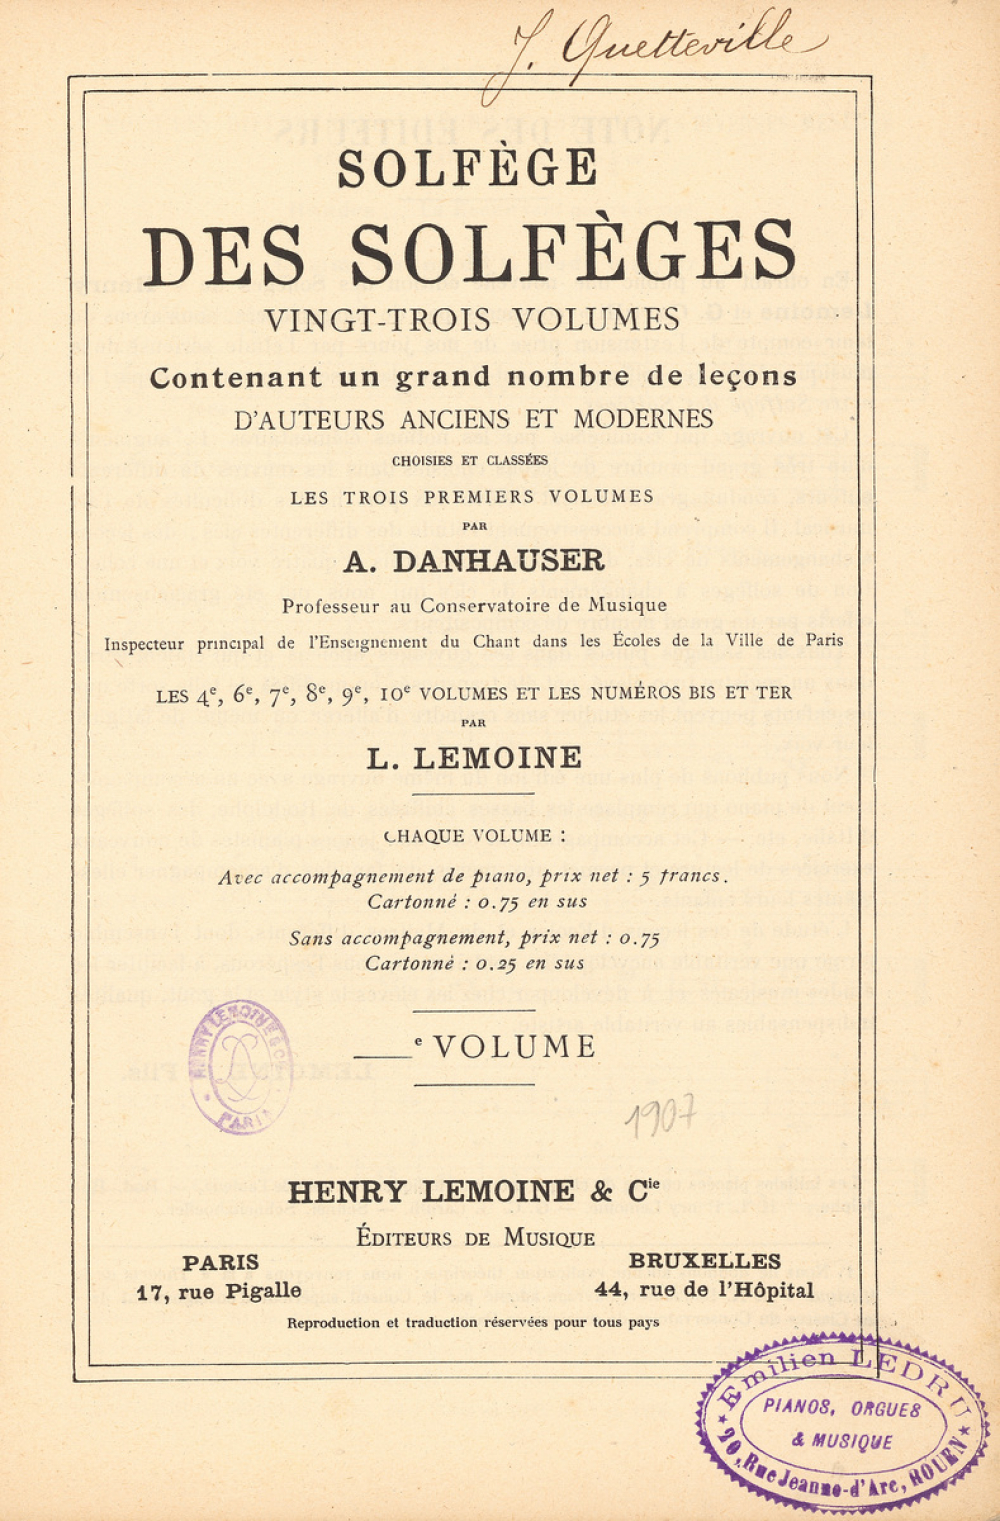 J. Quetteville
SOLFÈGE
DES SOLFÈGES
VINGT-TROIS VOLUMES
Contenant un grand nombre de leçons
D'AUTEURS ANCIENS ET MODERNES
CHOISIES ET CLASSÉES
LES TROIS PREMIERS VOLUMES
PAR
A. DANHAUSER
Professeur au Conservatoire de Musique
Inspecteur principal de l'Enseignement du Chant dans les Écoles de la Ville de Paris
LES 4e, 6e, 7e, 8e, 9e, 10e VOLUMES ET LES NUMÉROS BIS ET TER
PAR
L. LEMOINE
CHAQUE VOLUME :
Avec accompagnement de piano, prix net : 5 francs.
Cartonné : 0.75 en sus
Sans accompagnement, prix net : 0.75
Cartonné : 0.25 en sus
HENRY LEMOINE & Cie
PARIS
____e VOLUME
1907
HENRY LEMOINE & Cie
ÉDITEURS DE MUSIQUE
PARIS
17, rue Pigalle
BRUXELLES
44, rue de l'Hôpital
Reproduction et traduction réservées pour tous pays
Emilien LEDRU
PIANOS, ORGUES
& MUSIQUE
20, Rue Jeanne-d'Arc, ROUEN